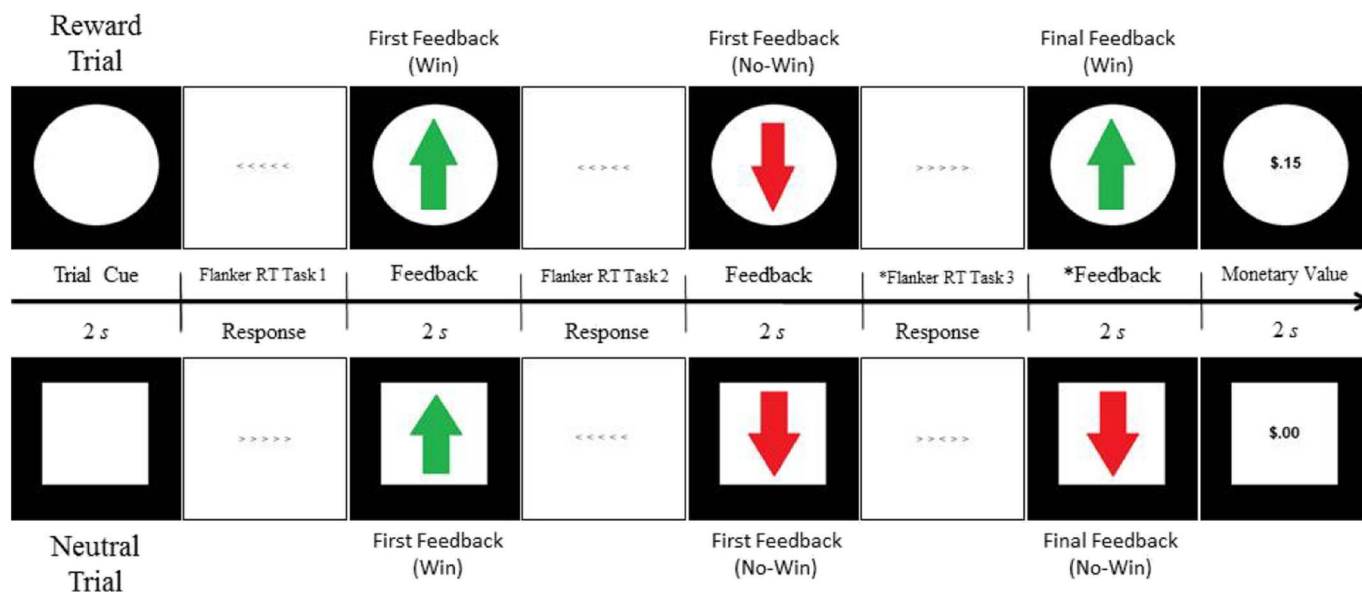 Reward
Trial
First Feedback
(Win)
First Feedback
(No-Win)
Final Feedback
(Win)
< < < < <
< < > < <
> > > > >
$.15
Trial Cue
Flanker RT Task 1
Feedback
Flanker RT Task 2
Feedback
*Flanker RT Task 3
*Feedback
Monetary Value
2 s
Response
2 s
Response
2 s
Response
2 s
2 s
> > > > >
< < < < <
> > < > >
$.00
Neutral
Trial
First Feedback
(Win)
First Feedback
(No-Win)
Final Feedback
(No-Win)